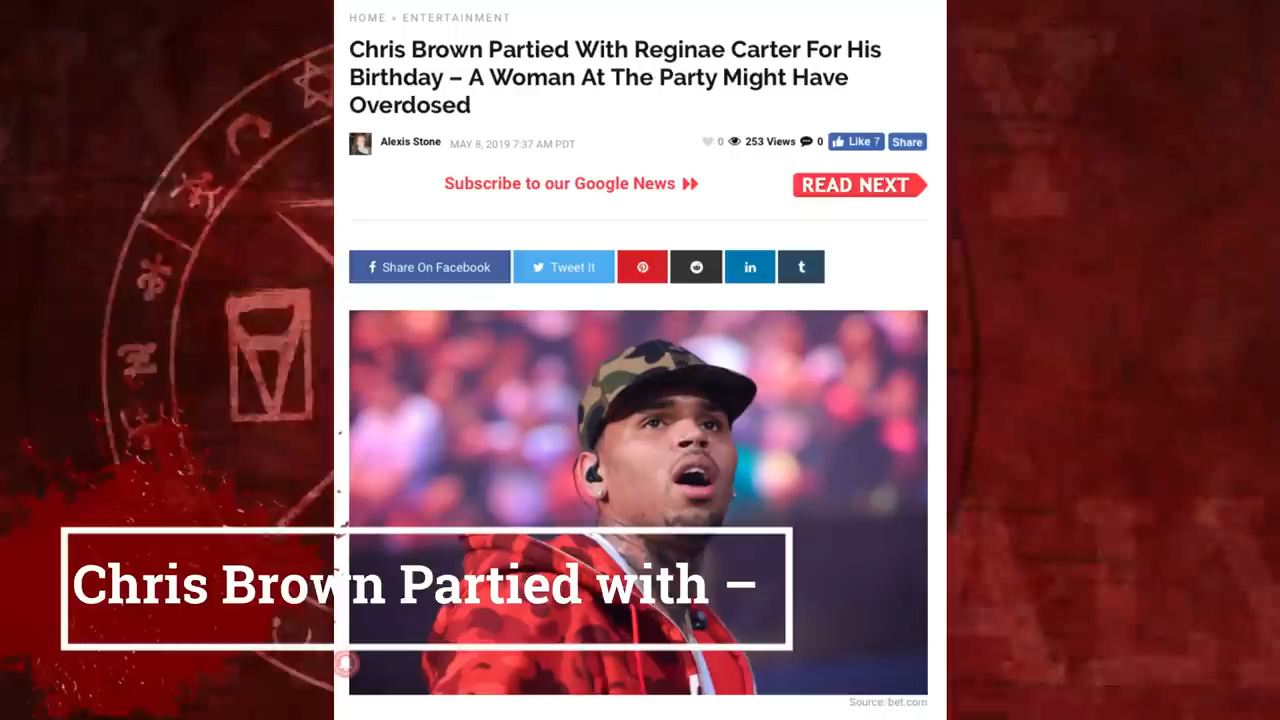 HOME » ENTERTAINMENT
Chris Brown Partied With Reginae Carter For His
Birthday – A Woman At The Party Might Have
Overdosed
Alexis Stone MAY 8, 2019 7:37 AM PDT 0 253 Views 0 Like 7 Share
Subscribe to our Google News READ NEXT
f Share On Facebook Tweet It in t
Chris Brown Partied with –
Source: bet.com